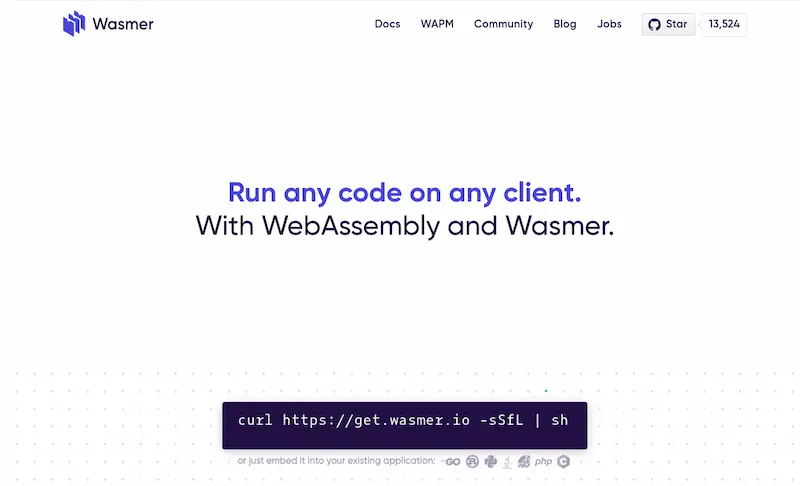 Wasmer
Docs WAPM Community Blog Jobs Star 13,524
Run any code on any client.
With WebAssembly and Wasmer.
curl https://get.wasmer.io -sSfL | sh
or just embed it into your existing application: GO php C